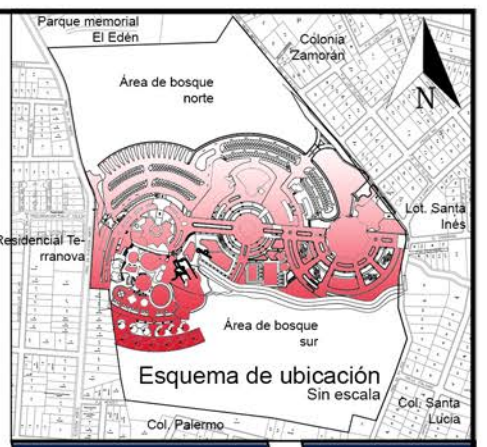 Parque memorial
El Edén
Colonia
Zamorán
Área de bosque
norte
N
Lot. Santa
Inés
Residencial Te-
rranova
Área de bosque
sur
Esquema de ubicación
Sin escala
Col. Santa
Lucia
Col. Palermo